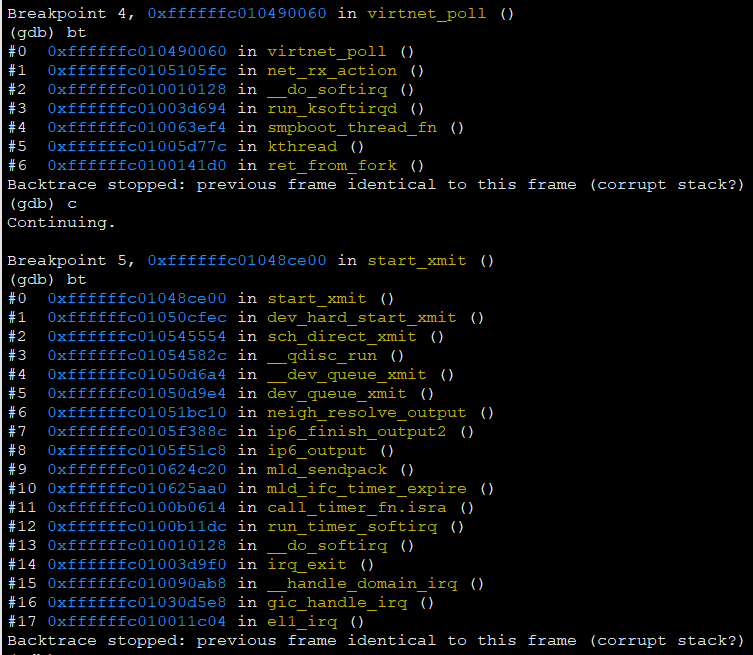 Breakpoint 4, 0xffffffc010490060 in virtnet_poll ()
(gdb) bt
#0  0xffffffc010490060 in virtnet_poll ()
#1  0xffffffc0105105fc in net_rx_action ()
#2  0xffffffc010010128 in __do_softirq ()
#3  0xffffffc01003d694 in run_ksoftirqd ()
#4  0xffffffc010063ef4 in smpboot_thread_fn ()
#5  0xffffffc01005d77c in kthread ()
#6  0xffffffc0100141d0 in ret_from_fork ()
Backtrace stopped: previous frame identical to this frame (corrupt stack?)
(gdb) c
Continuing.

Breakpoint 5, 0xffffffc01048ce00 in start_xmit ()
(gdb) bt
#0  0xffffffc01048ce00 in start_xmit ()
#1  0xffffffc01050cfec in dev_hard_start_xmit ()
#2  0xffffffc010545554 in sch_direct_xmit ()
#3  0xffffffc01054582c in __qdisc_run ()
#4  0xffffffc01050d6a4 in __dev_queue_xmit ()
#5  0xffffffc01050d9e4 in dev_queue_xmit ()
#6  0xffffffc01051bc10 in neigh_resolve_output ()
#7  0xffffffc0105f388c in ip6_finish_output2 ()
#8  0xffffffc0105f51c8 in ip6_output ()
#9  0xffffffc010624c20 in mld_sendpack ()
#10 0xffffffc010625aa0 in mld_ifc_timer_expire ()
#11 0xffffffc0100b0614 in call_timer_fn.isra ()
#12 0xffffffc0100b11dc in run_timer_softirq ()
#13 0xffffffc010010128 in __do_softirq ()
#14 0xffffffc01003d9f0 in irq_exit ()
#15 0xffffffc010090ab8 in __handle_domain_irq ()
#16 0xffffffc01030d5e8 in gic_handle_irq ()
#17 0xffffffc010011c04 in el1_irq ()
Backtrace stopped: previous frame identical to this frame (corrupt stack?)